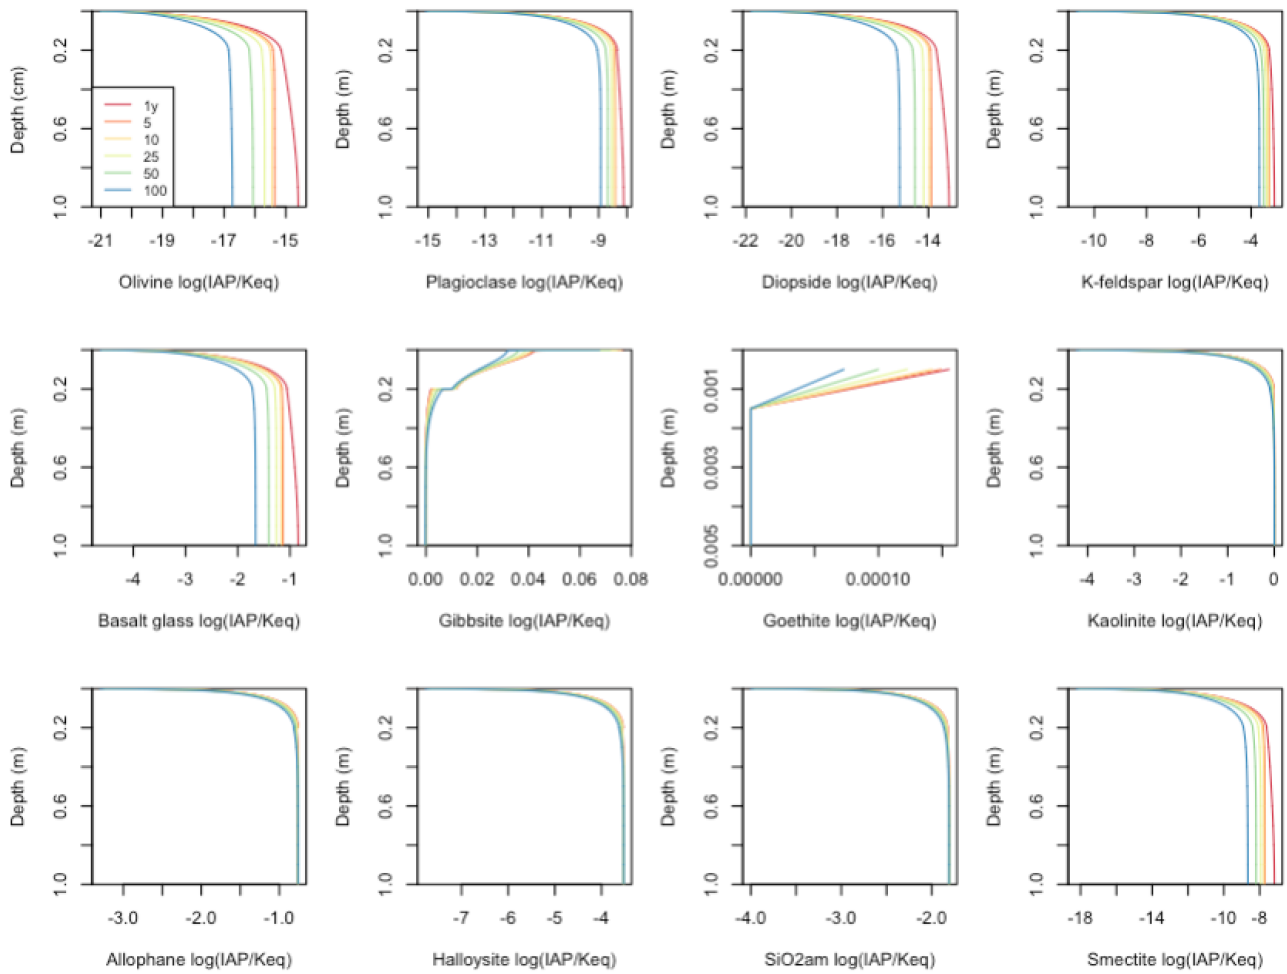 Depth (cm)
0.2
0.6
1.0
1y
5
10
25
50
100
-21 -19 -17 -15
Olivine log(IAP/Keq)
Depth (m)
0.2
0.6
1.0
-15 -13 -11 -9
Plagioclase log(IAP/Keq)
Depth (m)
0.2
0.6
1.0
-22 -20 -18 -16 -14
Diopside log(IAP/Keq)
Depth (m)
0.2
0.6
1.0
-10 -8 -6 -4
K-feldspar log(IAP/Keq)
Depth (m)
0.2
0.6
1.0
-4 -3 -2 -1
Basalt glass log(IAP/Keq)
Depth (m)
0.2
0.6
1.0
0.00 0.02 0.04 0.06 0.08
Gibbsite log(IAP/Keq)
Depth (m)
0.001
0.003
0.005
0.00000 0.00010
Goethite log(IAP/Keq)
Depth (m)
0.2
0.6
1.0
-4 -3 -2 -1 0
Kaolinite log(IAP/Keq)
Depth (m)
0.2
0.6
1.0
-3.0 -2.0 -1.0
Allophane log(IAP/Keq)
Depth (m)
0.2
0.6
1.0
-7 -6 -5 -4
Halloysite log(IAP/Keq)
Depth (m)
0.2
0.6
1.0
-4.0 -3.0 -2.0
SiO2am log(IAP/Keq)
Depth (m)
0.2
0.6
1.0
-18 -14 -10 -8
Smectite log(IAP/Keq)